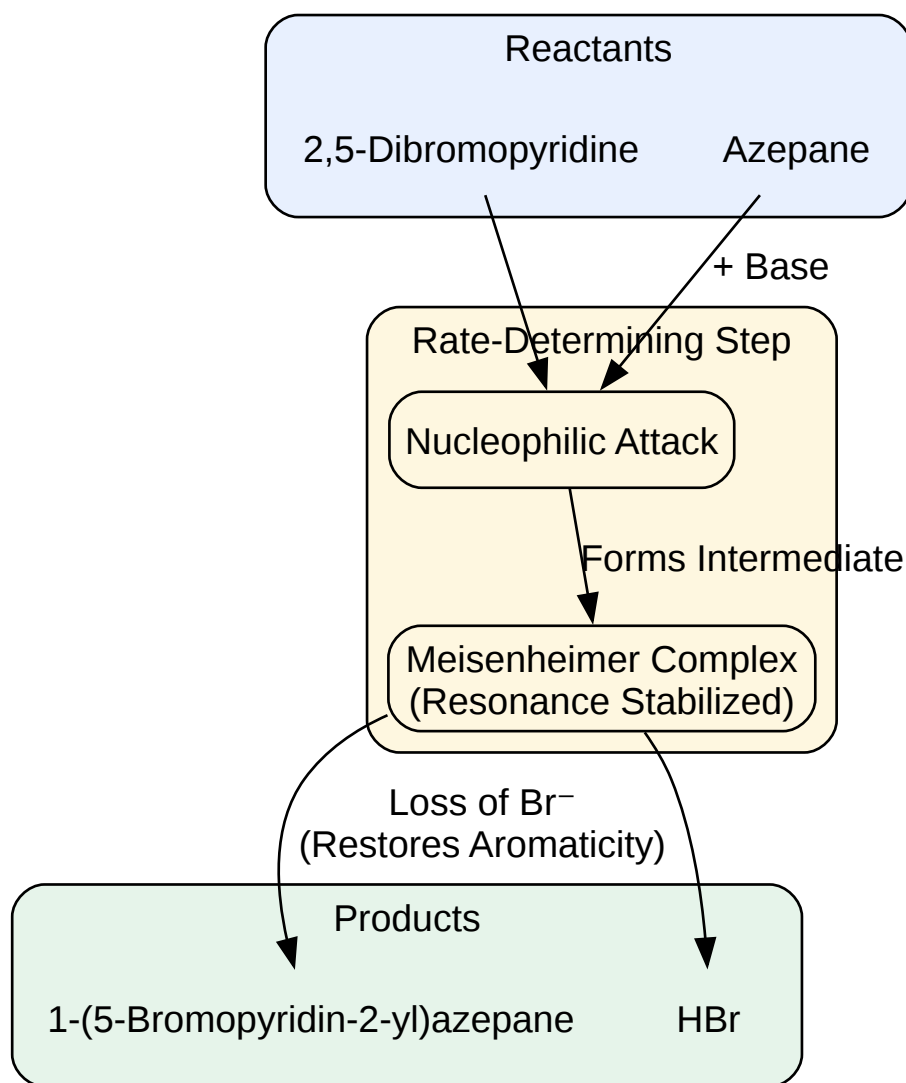 Reactants
2,5-Dibromopyridine
Azepane
+ Base
Rate-Determining Step
Nucleophilic Attack
Forms Intermediate
Meisenheimer Complex
(Resonance Stabilized)
Loss of Br⁻
(Restores Aromaticity)
Products
1-(5-Bromopyridin-2-yl)azepane
HBr